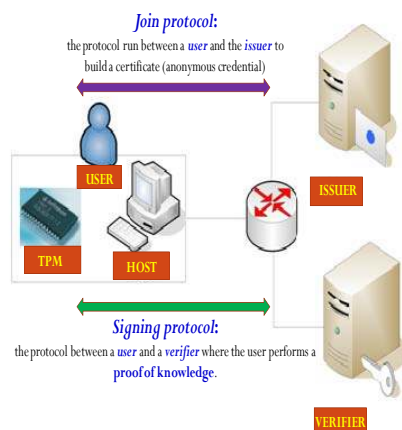 Join protocol:
the protocol run between a user and the issuer to
build a certificate (anonymous credential)
USER
ISSUER
TPM
HOST
Signing protocol:
the protocol between a user and a verifier where the user performs a
proof of knowledge.
VERIFIER